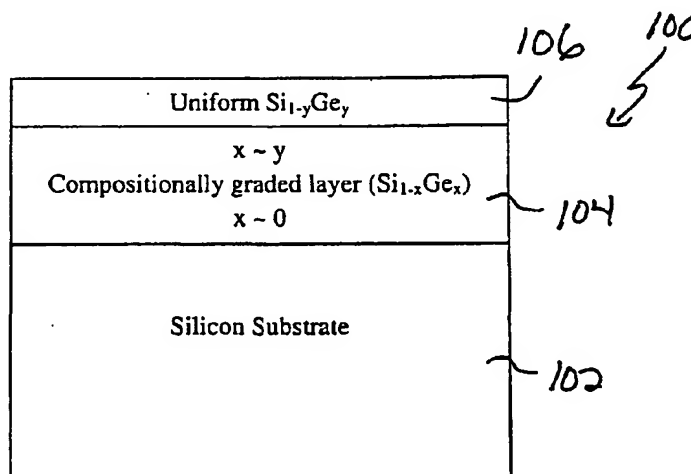 106
100
Uniform Si₁₋yGey
x ~ y
Compositionally graded layer (Si₁₋ₓGeₓ)
104
x ~ 0
Silicon Substrate
102